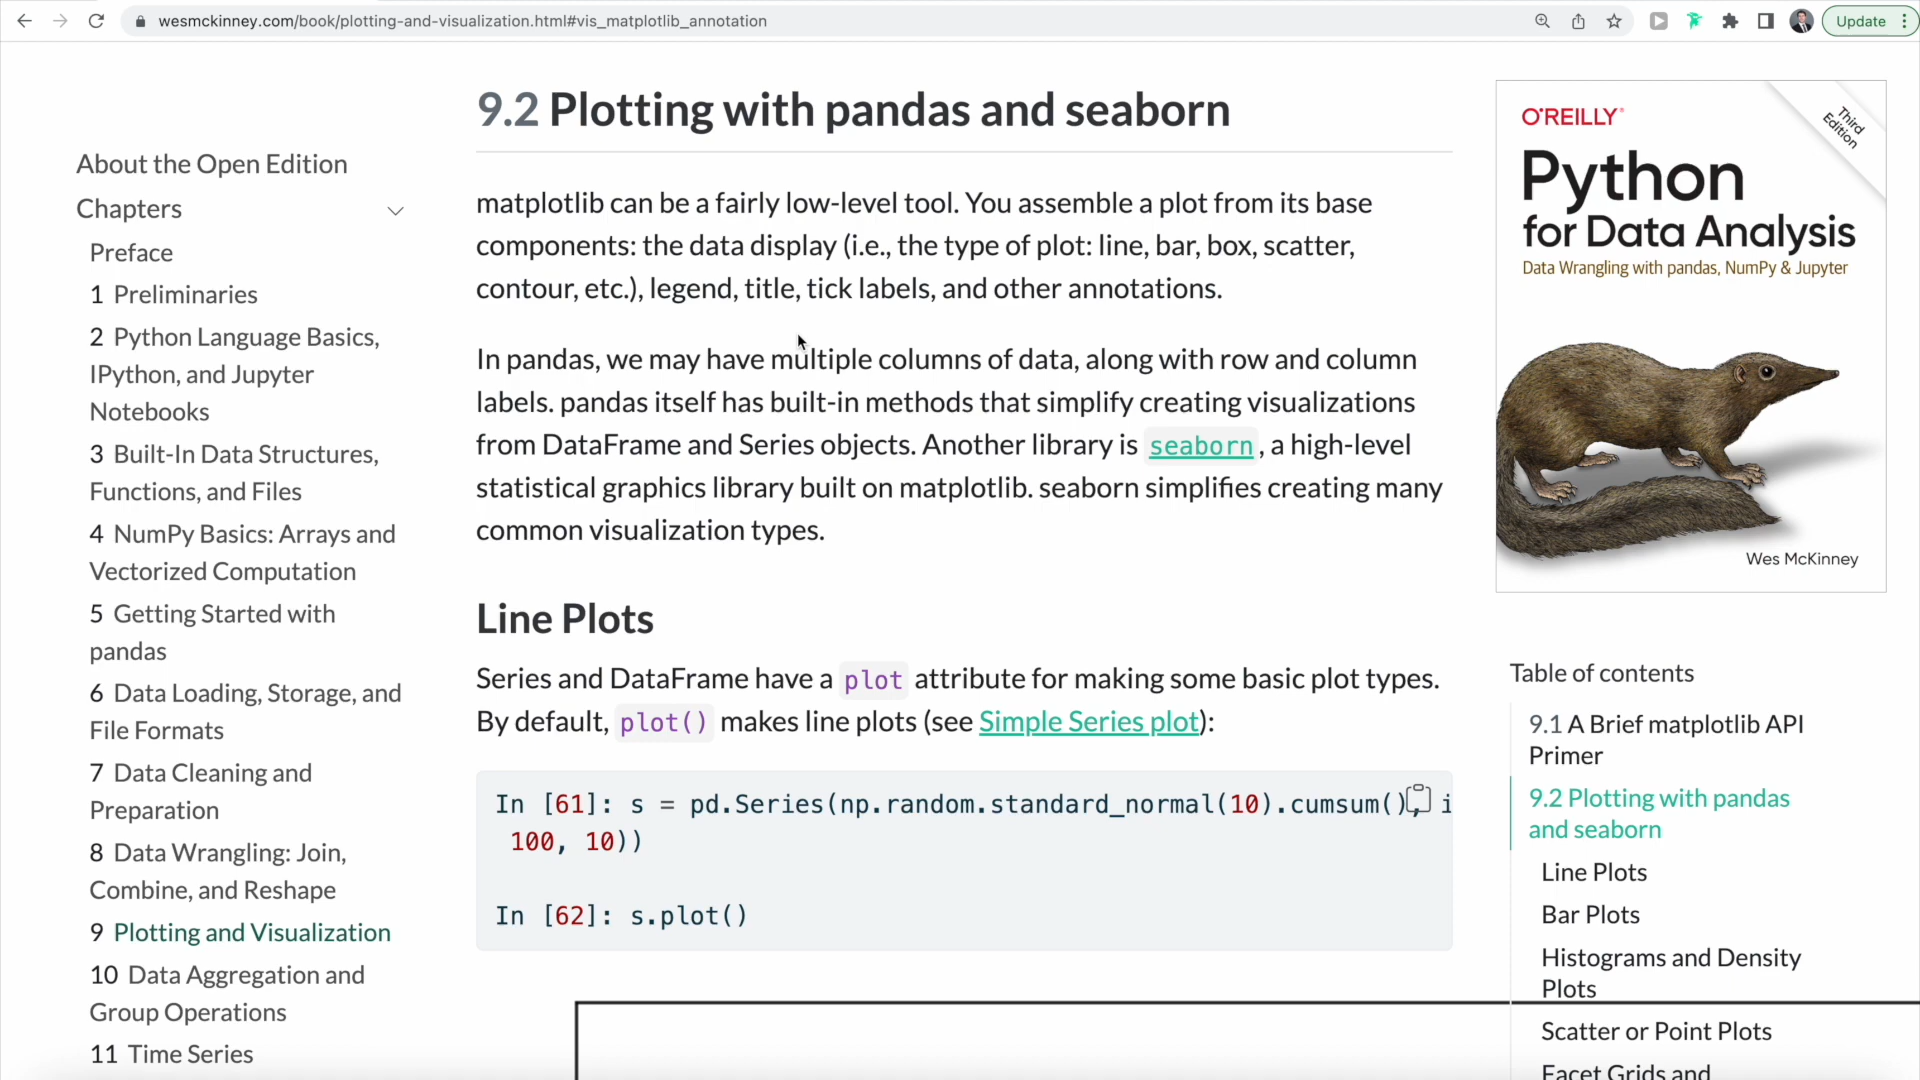 wesmckinney.com/book/plotting-and-visualization.html#vis_matplotlib_annotation
Update
About the Open Edition
Chapters
Preface
1 Preliminaries
2 Python Language Basics,
IPython, and Jupyter
Notebooks
3 Built-In Data Structures,
Functions, and Files
4 NumPy Basics: Arrays and
Vectorized Computation
5 Getting Started with
pandas
6 Data Loading, Storage, and
File Formats
7 Data Cleaning and
Preparation
8 Data Wrangling: Join,
Combine, and Reshape
9 Plotting and Visualization
10 Data Aggregation and
Group Operations
11 Time Series
9.2 Plotting with pandas and seaborn
matplotlib can be a fairly low-level tool. You assemble a plot from its base
components: the data display (i.e., the type of plot: line, bar, box, scatter,
contour, etc.), legend, title, tick labels, and other annotations.
In pandas, we may have multiple columns of data, along with row and column
labels. pandas itself has built-in methods that simplify creating visualizations
from DataFrame and Series objects. Another library is seaborn, a high-level
statistical graphics library built on matplotlib. seaborn simplifies creating many
common visualization types.
Line Plots
Series and DataFrame have a plot attribute for making some basic plot types.
By default, plot() makes line plots (see Simple Series plot):
In [61]: s = pd.Series(np.random.standard_normal(10).cumsum(), i
100, 10))
In [62]: s.plot()
O'REILLY®
Third
Edition
Python
for Data Analysis
Data Wrangling with pandas, NumPy & Jupyter
Wes McKinney
Table of contents
9.1 A Brief matplotlib API
Primer
9.2 Plotting with pandas
and seaborn
Line Plots
Bar Plots
Histograms and Density
Plots
Scatter or Point Plots
Facet Grids and